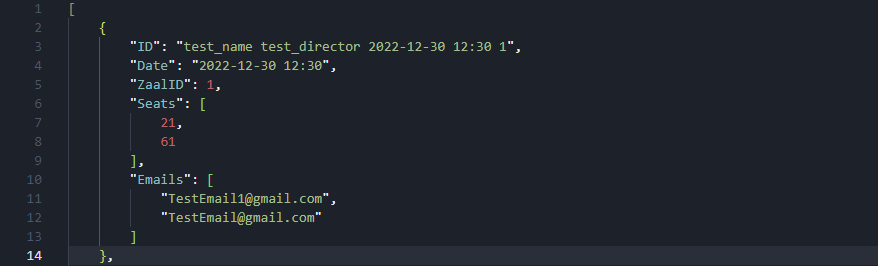 1 [
2 {
3 "ID": "test_name test_director 2022-12-30 12:30 1",
4 "Date": "2022-12-30 12:30",
5 "ZaalID": 1,
6 "Seats": [
7 21,
8 61
9 ],
10 "Emails": [
11 "TestEmail1@gmail.com",
12 "TestEmail@gmail.com"
13 ]
14 },